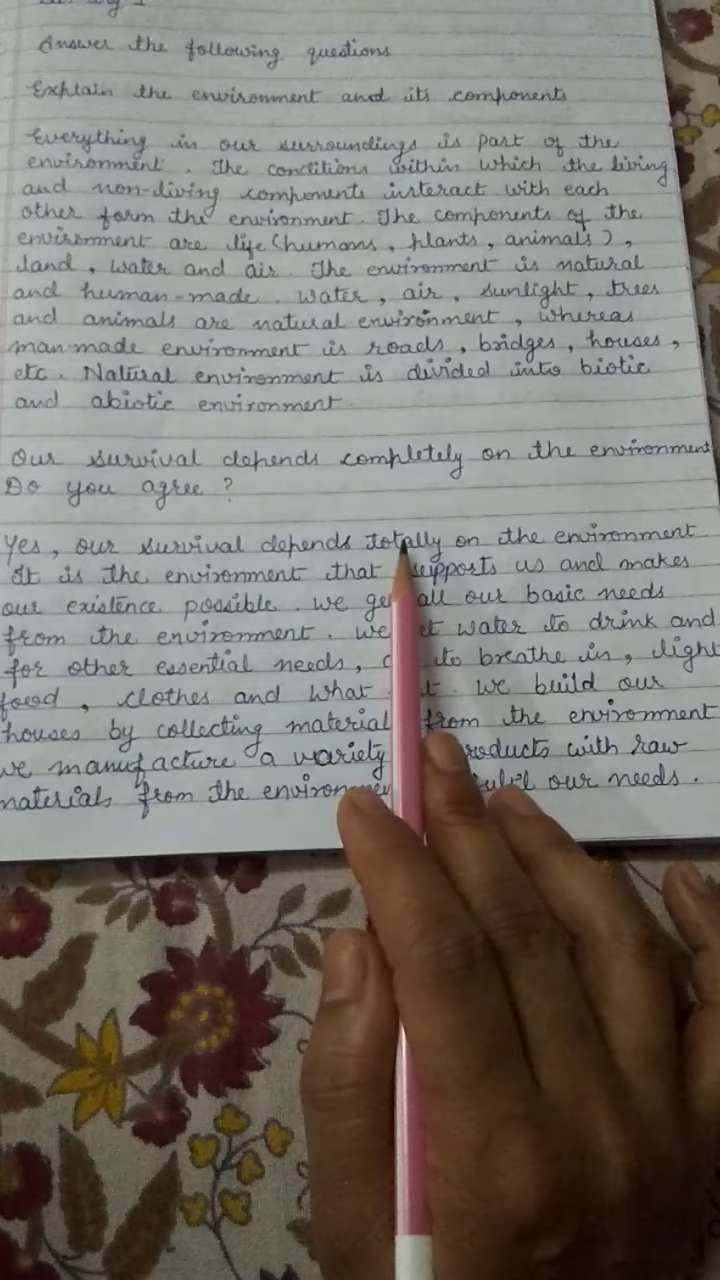 Answer the following questions
Explain the environment and its components
Everything in our surroundings is part of the
environment. The conditions within which the living
and non-living components interact with each
other form the environment. The components of the
environment are life (humans, plants, animals),
land, water and air. The environment is natural
and human-made. Water, air, sunlight, trees
and animals are natural environment, whereas
man-made environment is roads, bridges, houses,
etc. Natural environment is divided into biotic
and abiotic environment
Our survival depends completely on the environment
Do you agree?
Yes, our survival depends totally on the environment.
It is the environment that supports us and makes
our existence possible. We get all our basic needs
from the environment. We water to drink and
for other essential needs, to breathe in, light
food, clothes and what We build our
houses by collecting material from the environment
we manufacture a variety products with raw
materials from the our needs.